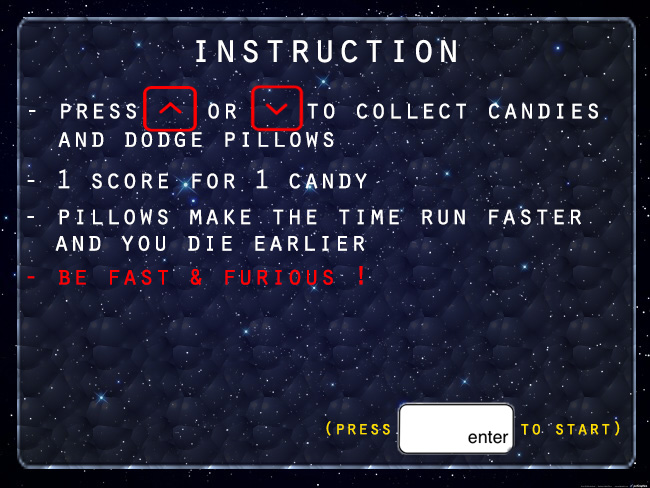 INSTRUCTION
- PRESS OR TO COLLECT CANDIES
AND DODGE PILLOWS
- 1 SCORE FOR 1 CANDY
- PILLOWS MAKE THE TIME RUN FASTER
AND YOU DIE EARLIER
- BE FAST & FURIOUS !
(PRESS enter TO START)